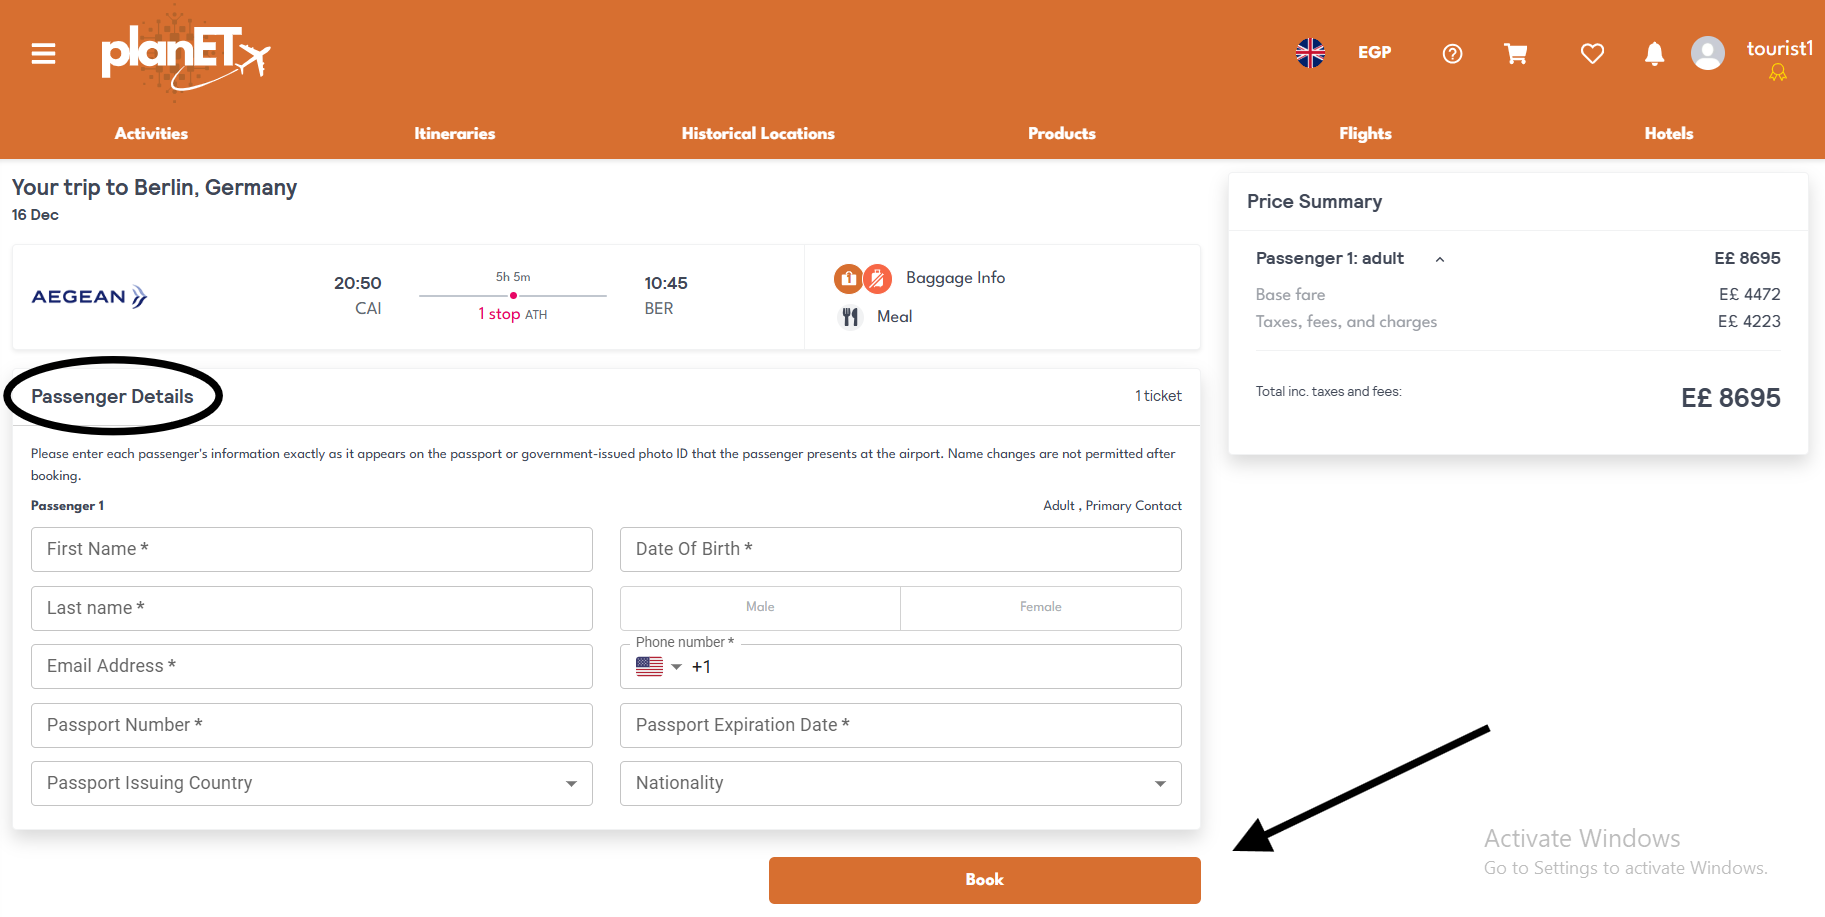 planET
EGP
tourist1
Activities
Itineraries
Historical Locations
Products
Flights
Hotels
Your trip to Berlin, Germany
16 Dec
AEGEAN
20:50
CAI
5h 5m
1 stop ATH
10:45
BER
1
Baggage Info
Meal
Price Summary
Passenger 1: adult
E£ 8695
Base fare
E£ 4472
Taxes, fees, and charges
E£ 4223
Total inc. taxes and fees:
E£ 8695
Passenger Details
1 ticket
Please enter each passenger's information exactly as it appears on the passport or government-issued photo ID that the passenger presents at the airport. Name changes are not permitted after
booking.
Passenger 1
Adult , Primary Contact
First Name *
Date Of Birth *
Last name *
Male
Female
Email Address *
Phone number *
+1
Passport Number *
Passport Expiration Date *
Passport Issuing Country
Nationality
Book
Activate Windows
Go to Settings to activate Windows.